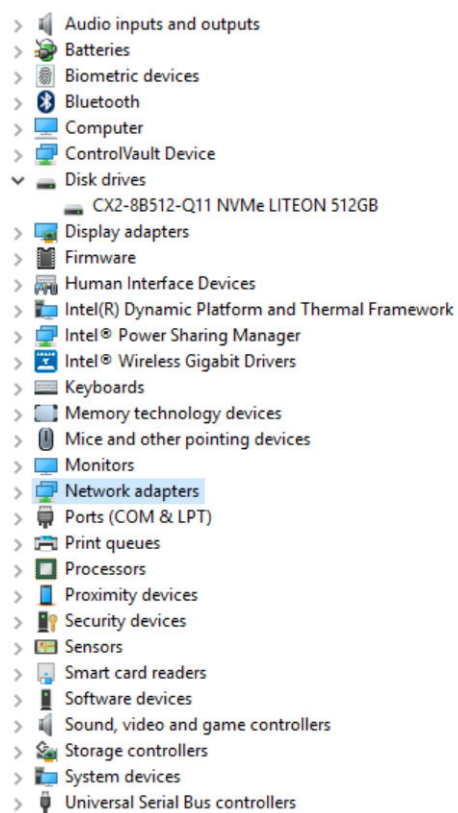 Audio inputs and outputs
Batteries
Biometric devices
Bluetooth
Computer
ControlVault Device
Disk drives
CX2-8B512-Q11 NVMe LITEON 512GB
Display adapters
Firmware
Human Interface Devices
Intel(R) Dynamic Platform and Thermal Framework
Intel® Power Sharing Manager
Intel® Wireless Gigabit Drivers
Keyboards
Memory technology devices
Mice and other pointing devices
Monitors
Network adapters
Ports (COM & LPT)
Print queues
Processors
Proximity devices
Security devices
Sensors
Smart card readers
Software devices
Sound, video and game controllers
Storage controllers
System devices
Universal Serial Bus controllers